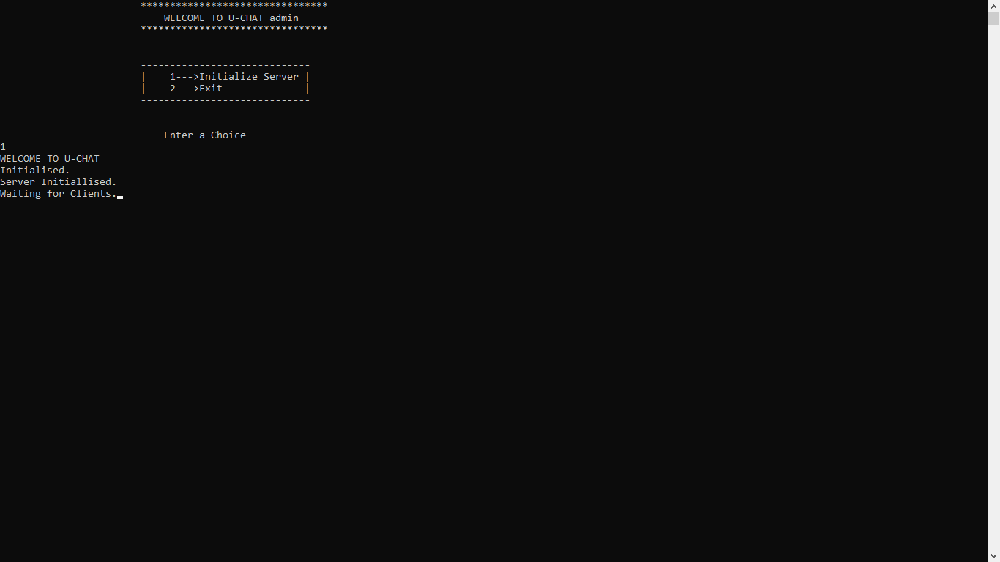 ********************************
WELCOME TO U-CHAT admin
********************************
-----------------------------
|    1--->Initialize Server |
|    2--->Exit              |
-----------------------------
Enter a Choice
1
WELCOME TO U-CHAT
Initialised.
Server Initiallised.
Waiting for Clients.